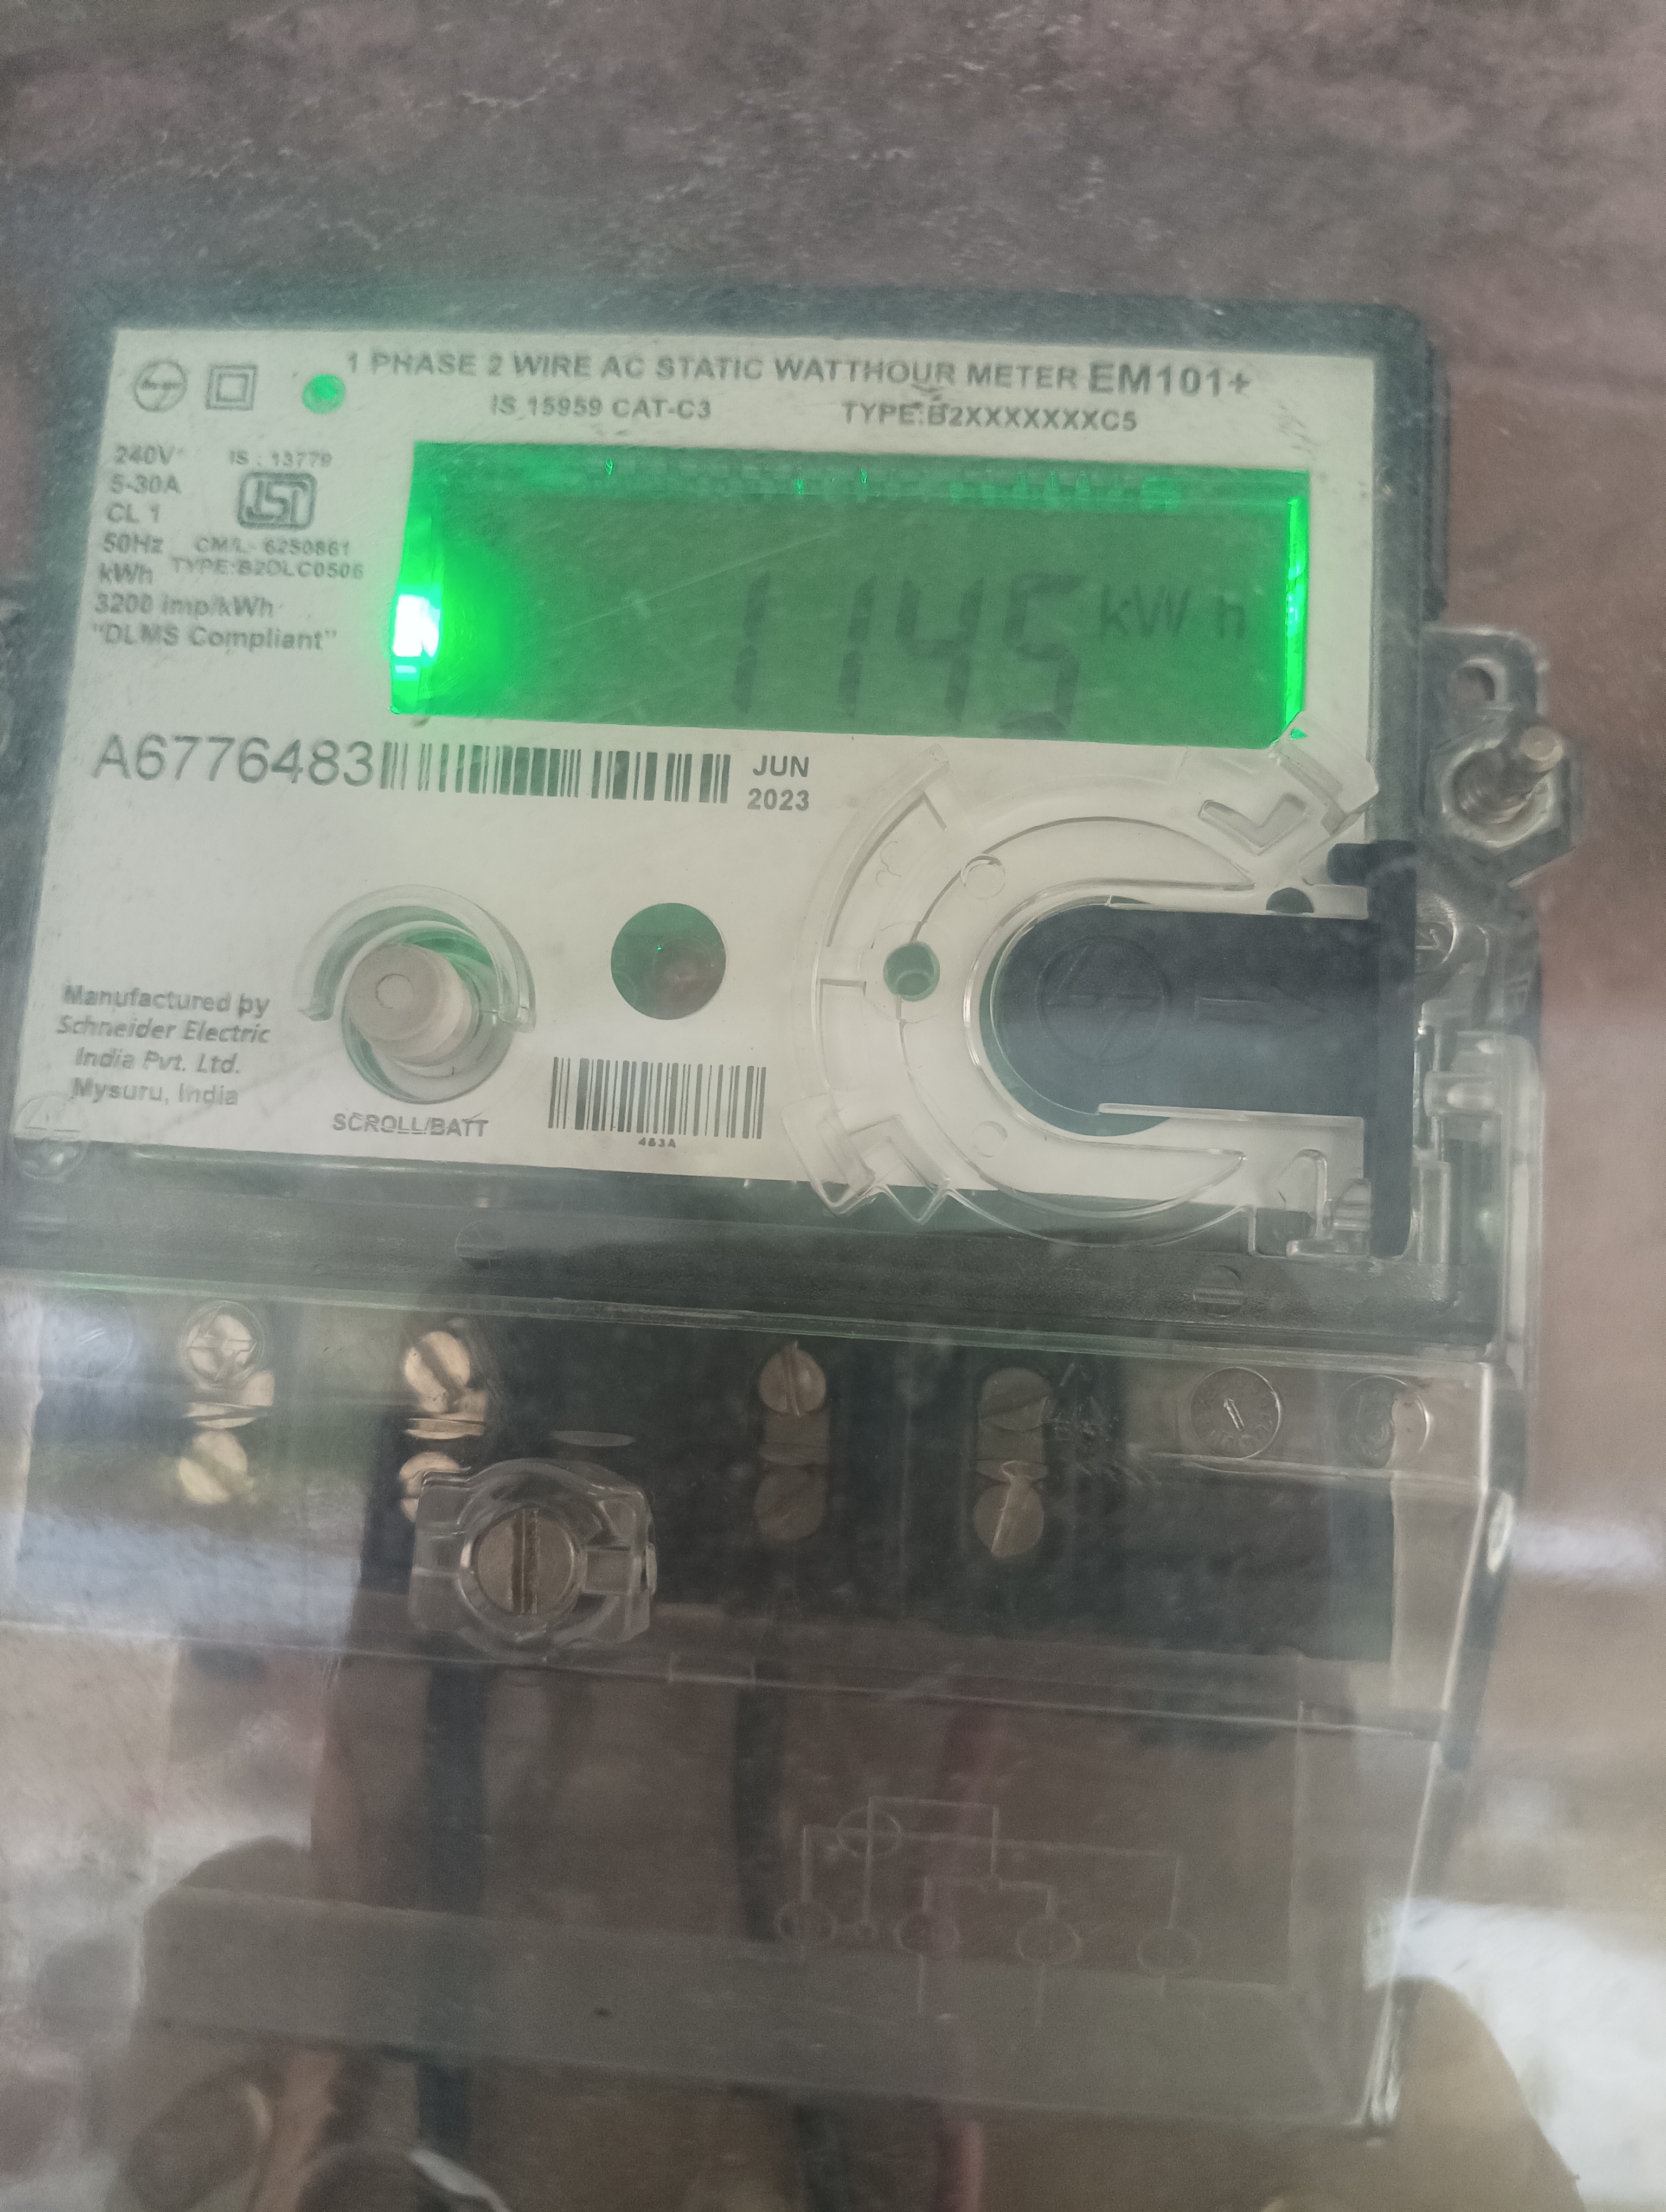 1 PHASE 2 WIRE AC STATIC WATTHOUR METER EM101+
IS 15959 CAT-C3 TYPE:B2XXXXXXXC5
240V IS : 13779
5-30A
CL 1
50Hz CM/L- 6250861
kWh TYPE:B2DLC0506
3200 imp/kWh
"DLMS Compliant"
1145 kWh
A6776483 JUN
2023
Manufactured by
Schneider Electric
India Pvt. Ltd.
Mysuru, India
SCROLL/BATT
483A